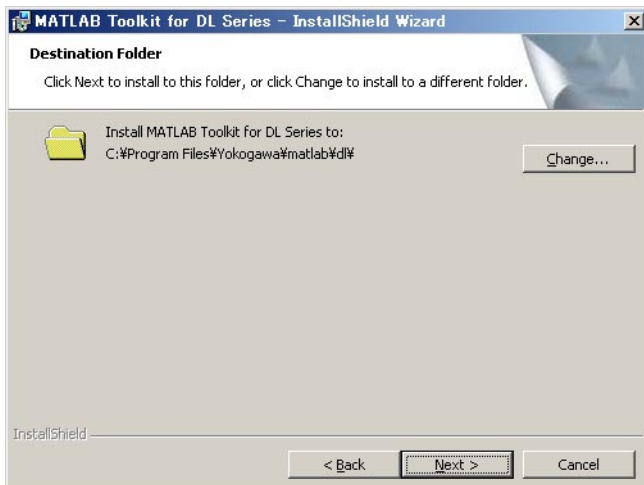 MATLAB Toolkit for DL Series - InstallShield Wizard
Destination Folder
Click Next to install to this folder, or click Change to install to a different folder.
Install MATLAB Toolkit for DL Series to:
C:¥Program Files¥Yokogawa¥matlab¥dl¥
Change...
InstallShield
< Back
Next >
Cancel